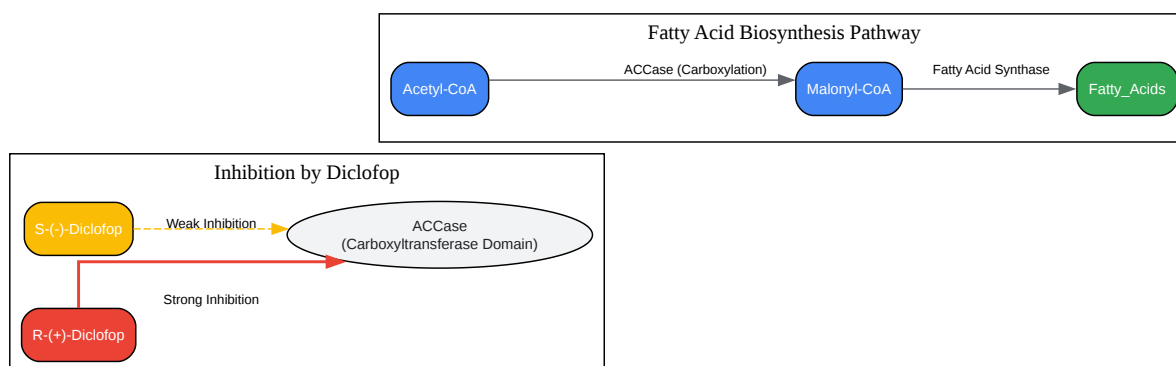 Fatty Acid Biosynthesis Pathway
Acetyl-CoA
ACCase (Carboxylation)
Malonyl-CoA
Fatty Acid Synthase
Fatty_Acids
Inhibition by Diclofop
S-(-)-Diclofop
Weak Inhibition
ACCase
(Carboxyltransferase Domain)
Strong Inhibition
R-(+)-Diclofop